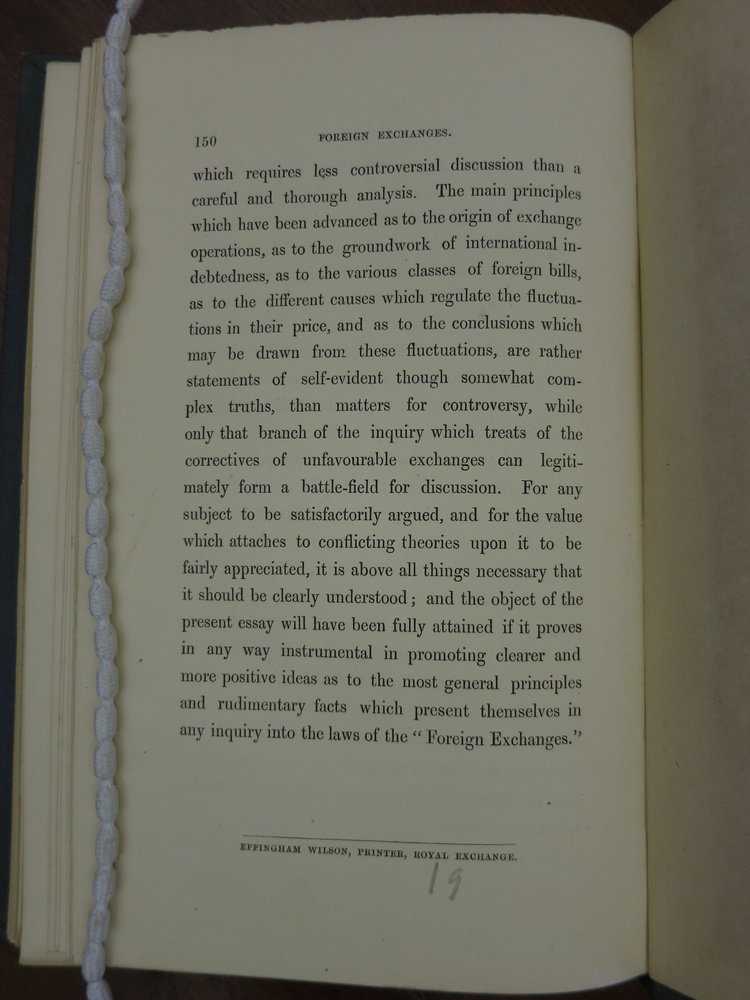 150 FOREIGN EXCHANGES.
which requires less controversial discussion than a
careful and thorough analysis. The main principles
which have been advanced as to the origin of exchange
operations, as to the groundwork of international in-
debtedness, as to the various classes of foreign bills,
as to the different causes which regulate the fluctua-
tions in their price, and as to the conclusions which
may be drawn from these fluctuations, are rather
statements of self-evident though somewhat com-
plex truths, than matters for controversy, while
only that branch of the inquiry which treats of the
correctives of unfavourable exchanges can legiti-
mately form a battle-field for discussion. For any
subject to be satisfactorily argued, and for the value
which attaches to conflicting theories upon it to be
fairly appreciated, it is above all things necessary that
it should be clearly understood; and the object of the
present essay will have been fully attained if it proves
in any way instrumental in promoting clearer and
more positive ideas as to the most general principles
and rudimentary facts which present themselves in
any inquiry into the laws of the "Foreign Exchanges."
EFFINGHAM WILSON, PRINTER, ROYAL EXCHANGE.
19